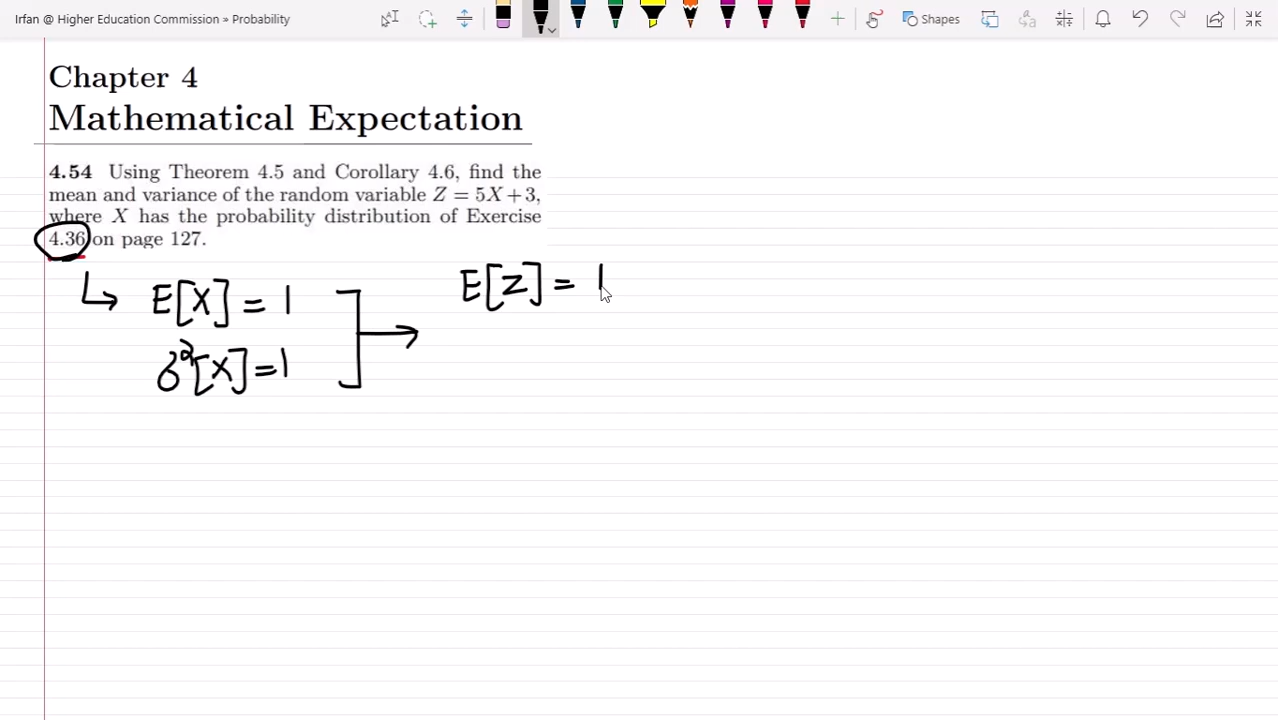 Irfan @ Higher Education Commission » Probability
Shapes
Chapter 4
Mathematical Expectation
4.54 Using Theorem 4.5 and Corollary 4.6, find the
mean and variance of the random variable Z = 5X + 3,
where X has the probability distribution of Exercise
4.36 on page 127.
E[Z] = 1
E[X] = 1
σ²[X] = 1